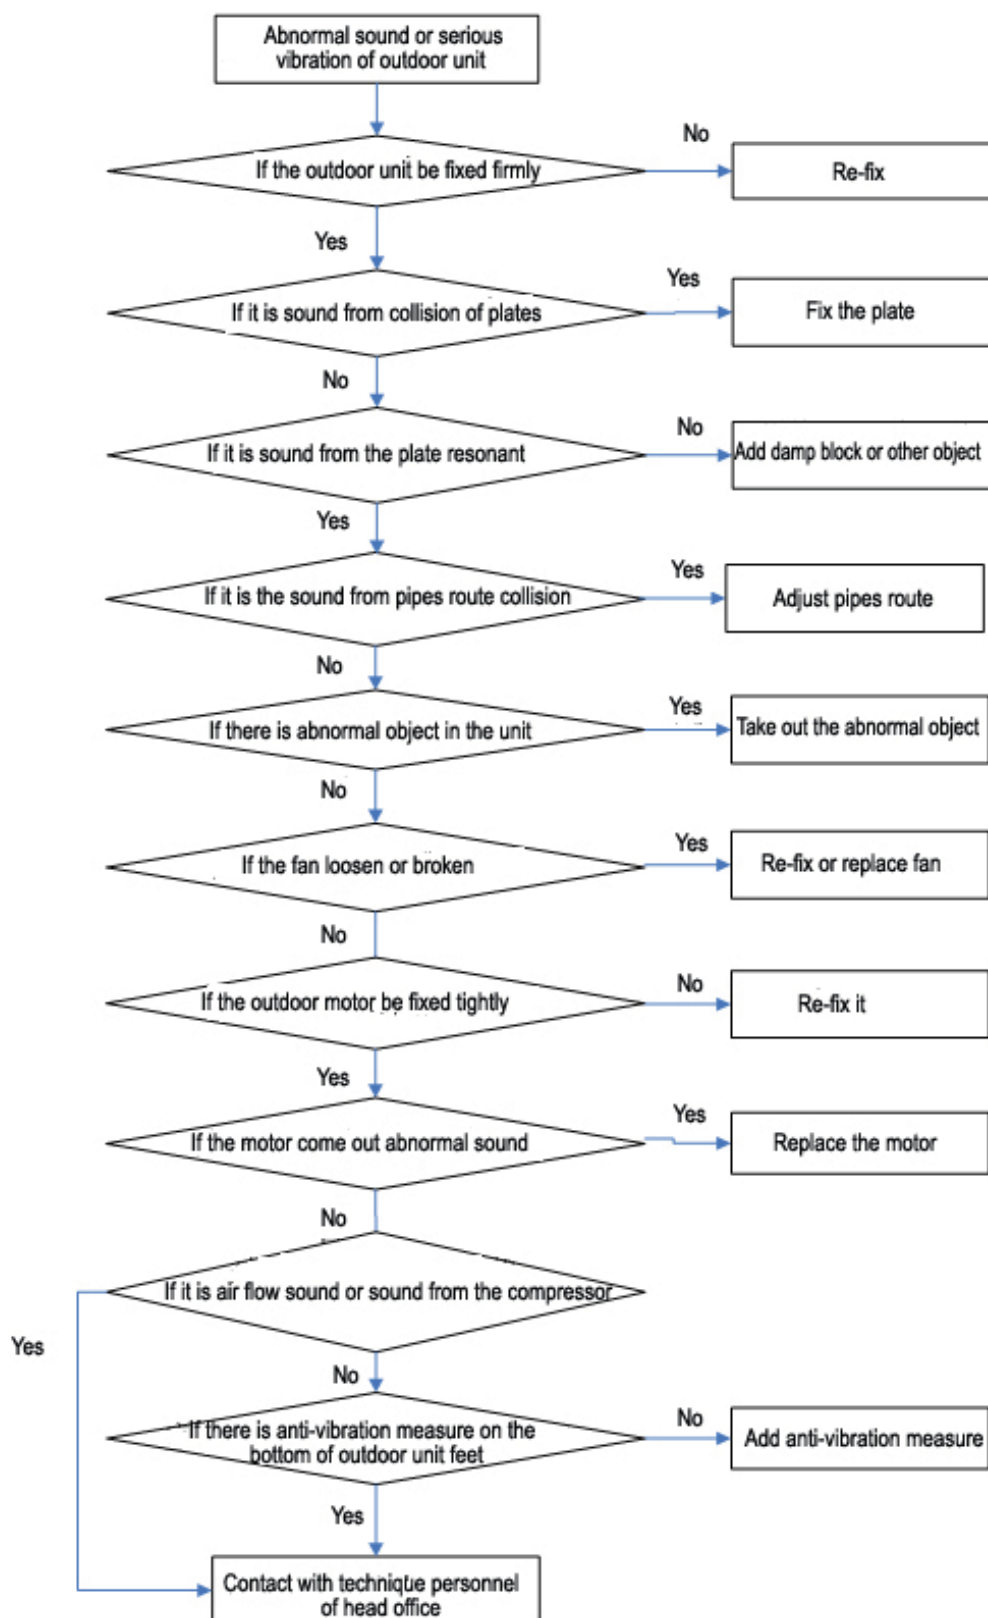 Abnormal sound or serious
vibration of outdoor unit
No
If the outdoor unit be fixed firmly
Re-fix
Yes
Yes
If it is sound from collision of plates
Fix the plate
No
No
If it is sound from the plate resonant
Add damp block or other object
Yes
Yes
If it is the sound from pipes route collision
Adjust pipes route
No
Yes
If there is abnormal object in the unit
Take out the abnormal object
No
Yes
If the fan loosen or broken
Re-fix or replace fan
No
No
If the outdoor motor be fixed tightly
Re-fix it
Yes
Yes
If the motor come out abnormal sound
Replace the motor
No
If it is air flow sound or sound from the compressor
Yes
No
No
If there is anti-vibration measure on the
bottom of outdoor unit feet
Add anti-vibration measure
Yes
Contact with technique personnel
of head office